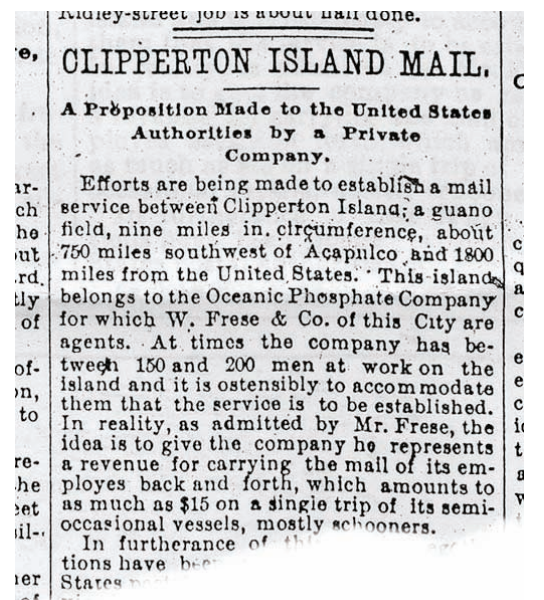 Ridley-street job is about half done.
CLIPPERTON ISLAND MAIL.
A Proposition Made to the United States
Authorities by a Private
Company.
Efforts are being made to establish a mail
service between Clipperton Island, a guano
field, nine miles in circumference, about
750 miles southwest of Acapulco and 1800
miles from the United States. This island
belongs to the Oceanic Phosphate Company
for which W. Frese & Co. of this City are
agents. At times the company has be-
tween 150 and 200 men at work on the
island and it is ostensibly to accommodate
them that the service is to be established.
In reality, as admitted by Mr. Frese, the
idea is to give the company he represents
a revenue for carrying the mail of its em-
ployes back and forth, which amounts to
as much as $15 on a single trip of its semi-
occasional vessels, mostly schooners.
In furtherance of
tions have been
States